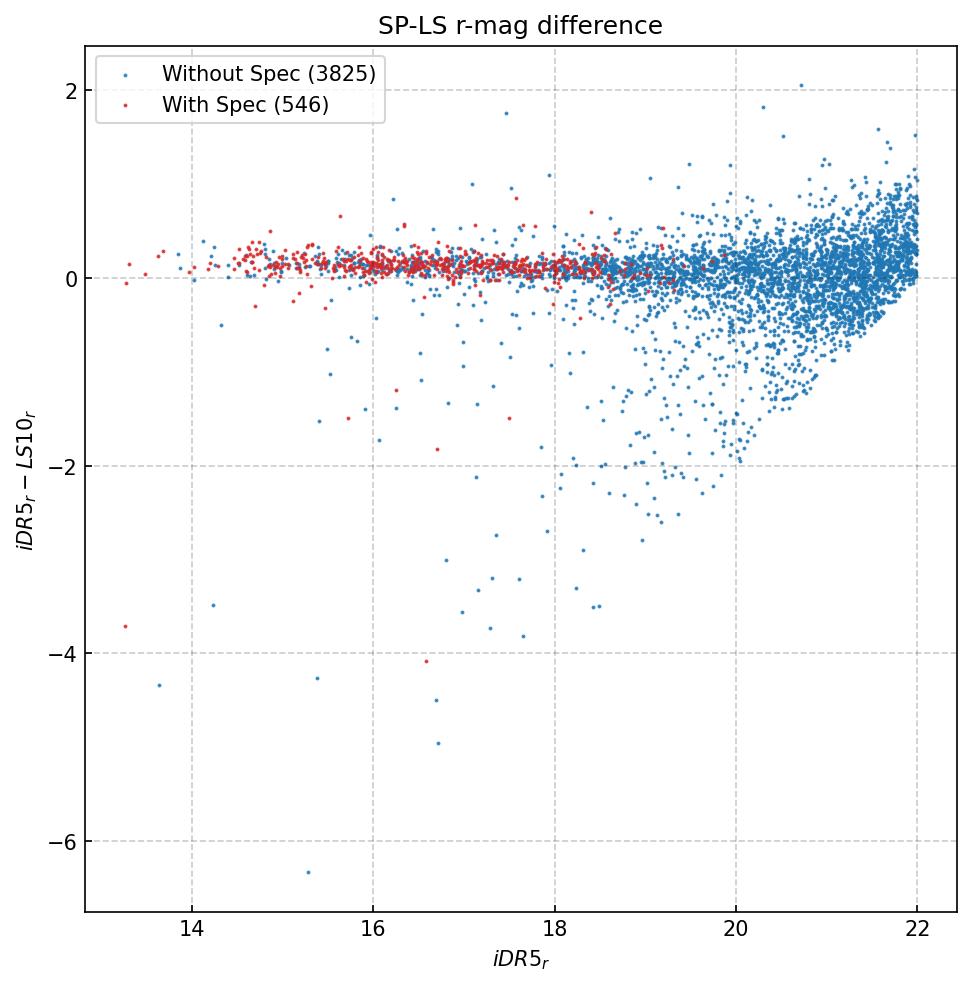 SP-LS r-mag difference
Without Spec (3825)
With Spec (546)
2
0
−2
−4
−6
iDR5r − LS10r
14 16 18 20 22
iDR5r